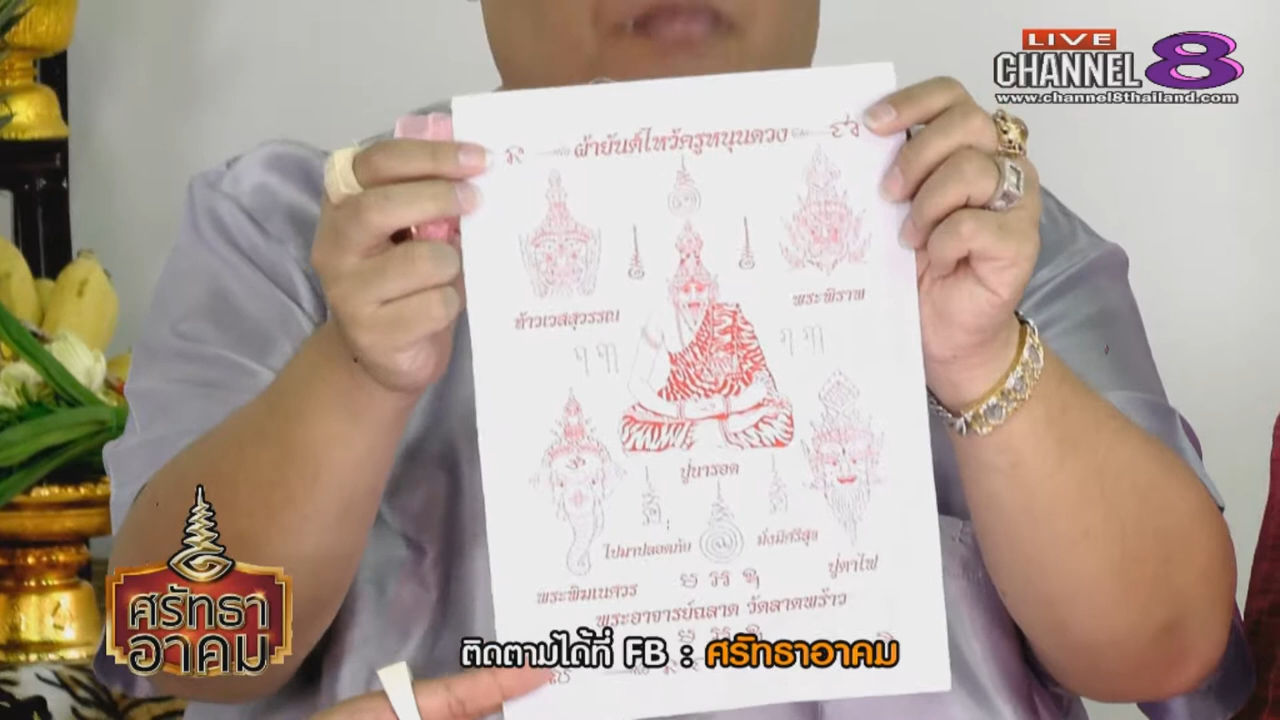 LIVE
CHANNEL 8
www.channel8thailand.com
ผ้ายันต์ไหว้ครูหนุนดวง
ท้าวเวสสุวรรณ
พระพิราพ
ปู่นารอด
ไปมาปลอดภัย
มั่งมีศรีสุข
พระพิฆเนศวร
ปู่ตาไฟ
พระอาจารย์ฉลาด วัดลาดพร้าว
ศรัทธา
อาคม
ติดตามได้ที่ FB : ศรัทธาอาคม